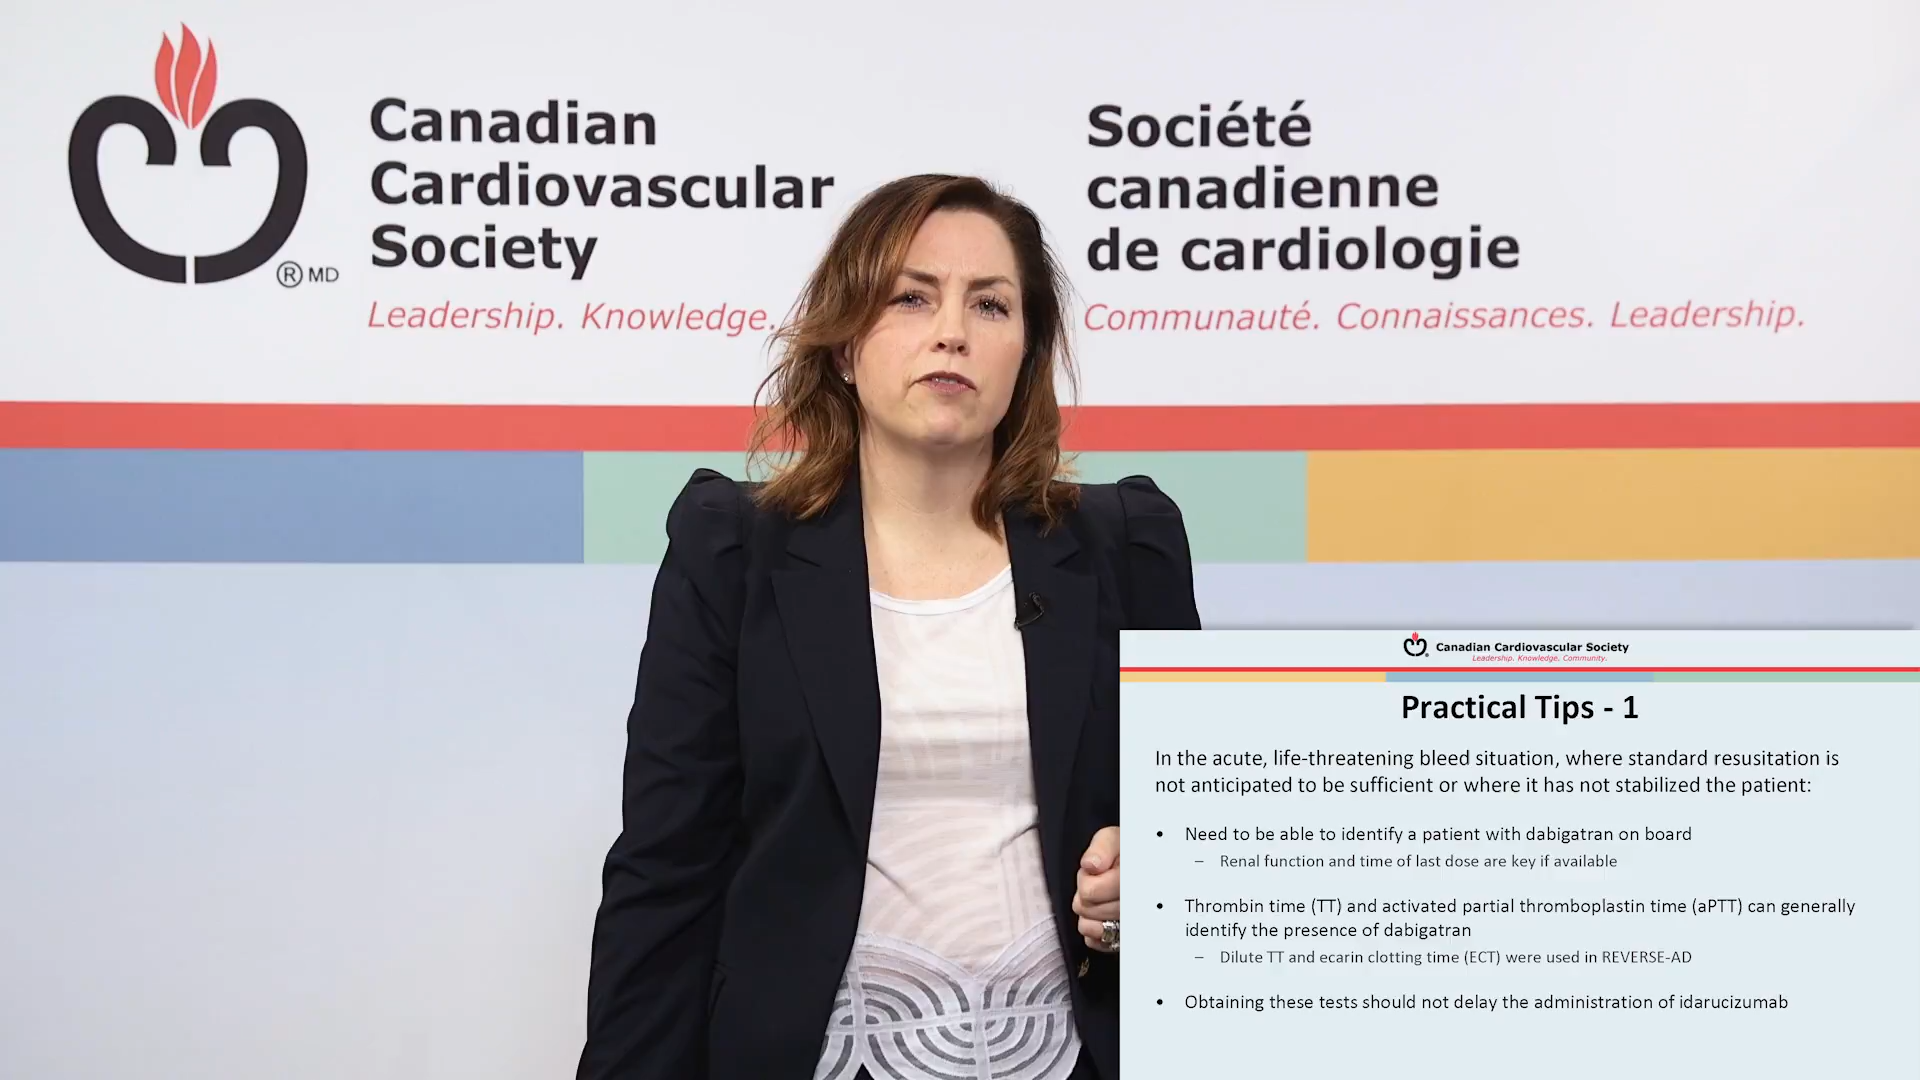 Canadian
Cardiovascular
Society
® MD
Leadership. Knowledge.
Société
canadienne
de cardiologie
Communauté. Connaissances. Leadership.
Canadian Cardiovascular Society
Leadership. Knowledge. Community.
Practical Tips - 1
In the acute, life-threatening bleed situation, where standard resusitation is
not anticipated to be sufficient or where it has not stabilized the patient:
• Need to be able to identify a patient with dabigatran on board
– Renal function and time of last dose are key if available
• Thrombin time (TT) and activated partial thromboplastin time (aPTT) can generally
identify the presence of dabigatran
– Dilute TT and ecarin clotting time (ECT) were used in REVERSE-AD
• Obtaining these tests should not delay the administration of idarucizumab